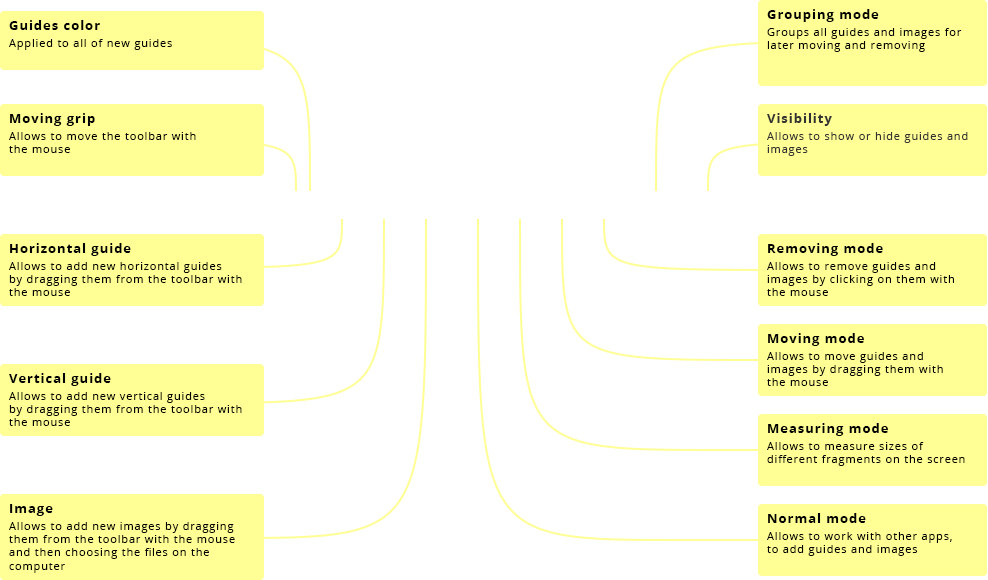 Guides color
Applied to all of new guides
Moving grip
Allows to move the toolbar with
the mouse
Horizontal guide
Allows to add new horizontal guides
by dragging them from the toolbar with
the mouse
Vertical guide
Allows to add new vertical guides
by dragging them from the toolbar with
the mouse
Image
Allows to add new images by dragging
them from the toolbar with the mouse
and then choosing the files on the
computer
Grouping mode
Groups all guides and images for
later moving and removing
Visibility
Allows to show or hide guides and
images
Removing mode
Allows to remove guides and
images by clicking on them with
the mouse
Moving mode
Allows to move guides and
images by dragging them with
the mouse
Measuring mode
Allows to measure sizes of
different fragments on the screen
Normal mode
Allows to work with other apps,
to add guides and images